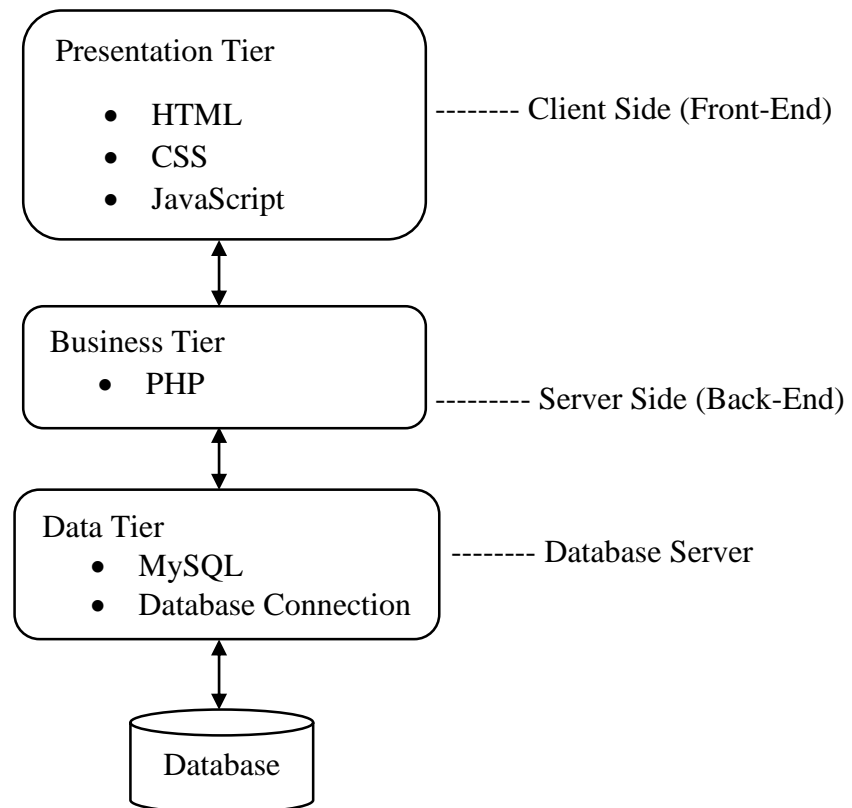 Presentation Tier
• HTML
• CSS
• JavaScript
-------- Client Side (Front-End)
Business Tier
• PHP
--------- Server Side (Back-End)
Data Tier
• MySQL
• Database Connection
-------- Database Server
Database